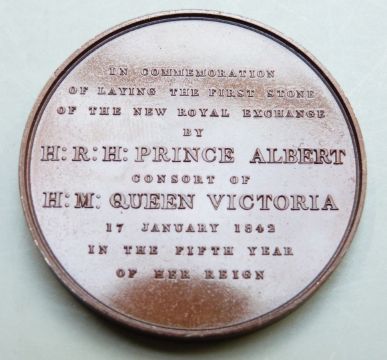 IN COMMEMORATION
OF LAYING THE FIRST STONE
OF THE NEW ROYAL EXCHANGE
BY
H: R: H: PRINCE ALBERT
CONSORT OF
H: M: QUEEN VICTORIA
17 JANUARY 1842
IN THE FIFTH YEAR
OF HER REIGN